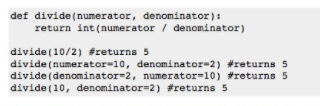 def divide(numerator, denominator):
    return int(numerator / denominator)
divide(10/2) #returns 5
divide(numerator=10, denominator=2) #returns 5
divide(denominator=2, numerator=10) #returns 5
divide(10, denominator=2) #returns 5